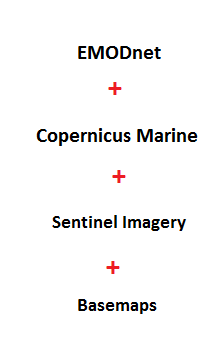 EMODnet
+
Copernicus Marine
+
Sentinel Imagery
+
Basemaps